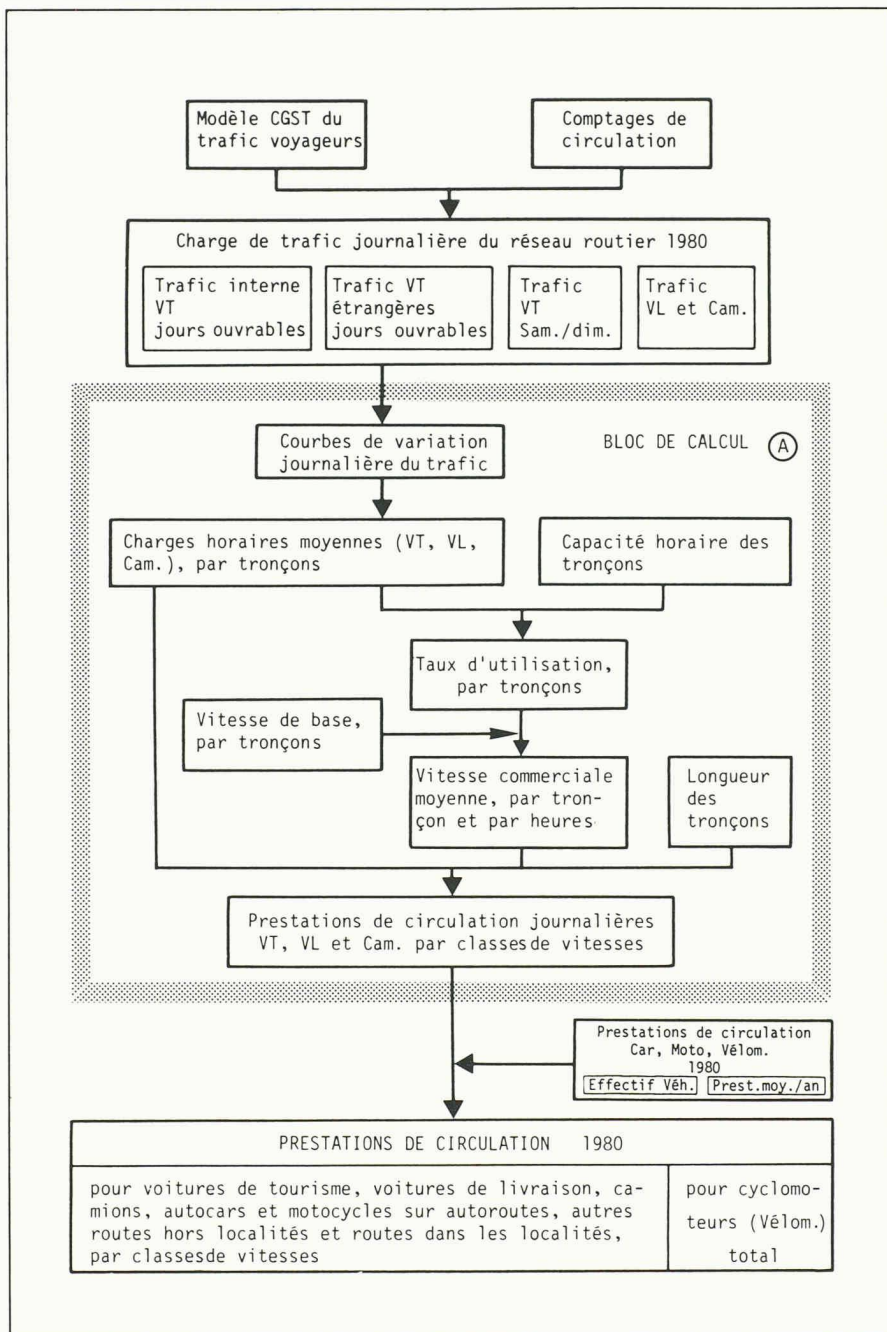 Modèle CGST du
trafic voyageurs
Comptages de
circulation
Charge de trafic journalière du réseau routier 1980
Trafic interne
VT
jours ouvrables
Trafic VT
étrangères
jours ouvrables
Trafic
VT
Sam./dim.
Trafic
VL et Cam.
Courbes de variation
journalière du trafic
BLOC DE CALCUL A
Charges horaires moyennes (VT, VL,
Cam.), par tronçons
Capacité horaire des
tronçons
Taux d'utilisation,
par tronçons
Vitesse de base,
par tronçons
Vitesse commerciale
moyenne, par tron-
çon et par heures
Longueur
des
tronçons
Prestations de circulation journalières
VT, VL et Cam. par classesde vitesses
Prestations de circulation
Car, Moto, Vélom.
1980
Effectif Véh. Prest.moy./an
PRESTATIONS DE CIRCULATION 1980
pour voitures de tourisme, voitures de livraison, ca-
mions, autocars et motocycles sur autoroutes, autres
routes hors localités et routes dans les localités,
par classesde vitesses
pour cyclomo-
teurs (Vélom.)
total